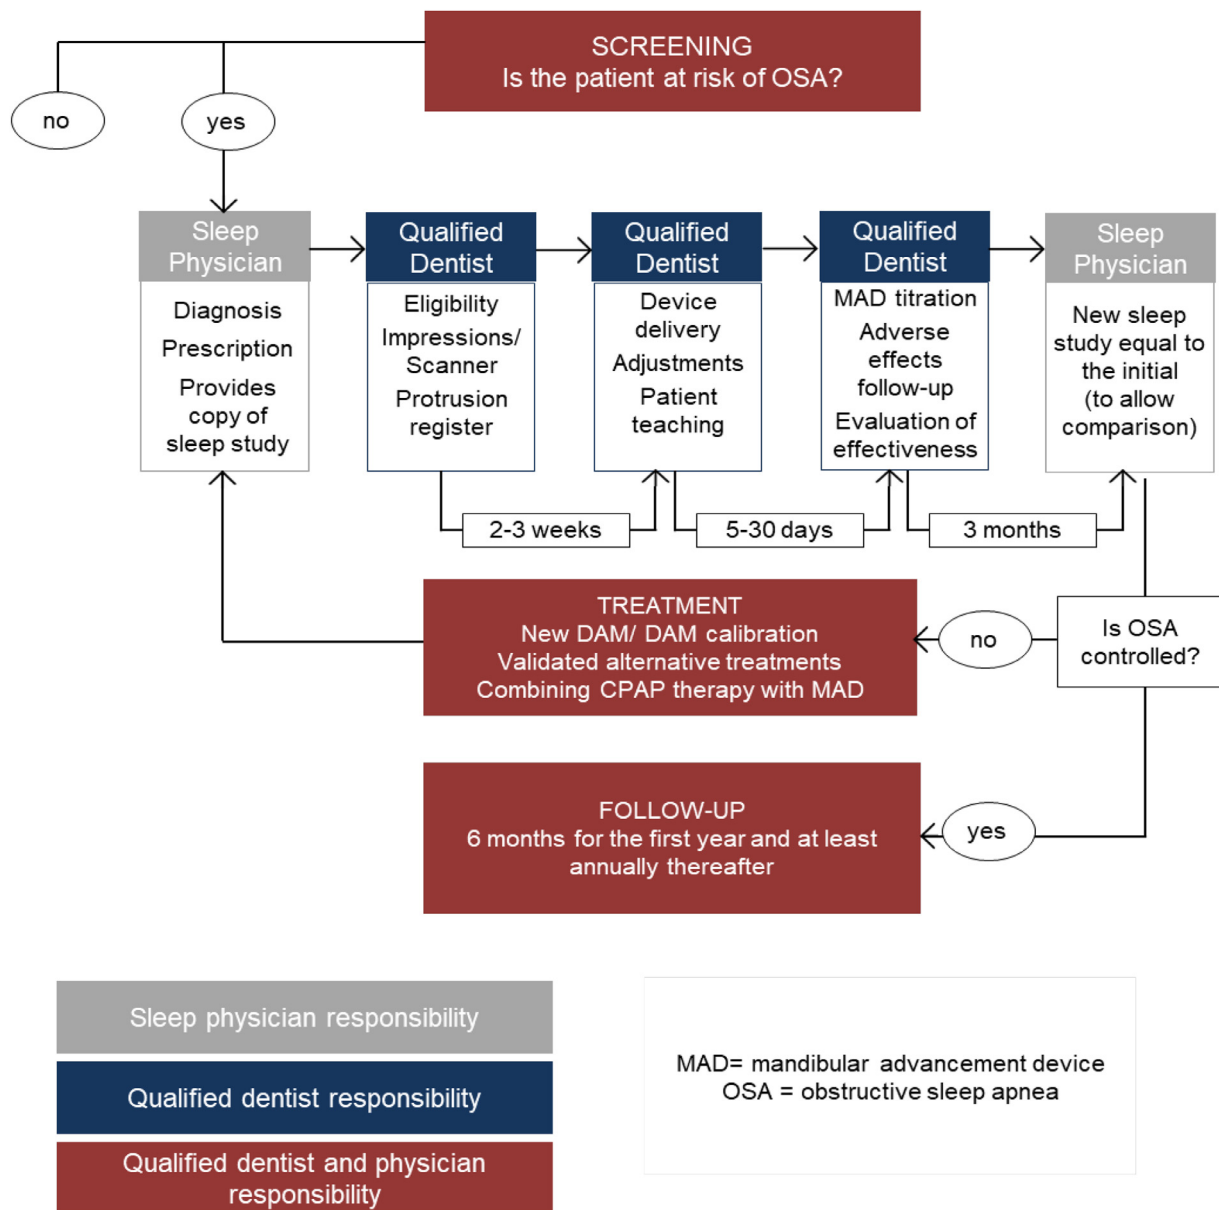 SCREENING
Is the patient at risk of OSA?
no
yes
Sleep
Physician
Diagnosis
Prescription
Provides
copy of
sleep study
Qualified
Dentist
Eligibility
Impressions/
Scanner
Protrusion
register
Qualified
Dentist
Device
delivery
Adjustments
Patient
teaching
Qualified
Dentist
MAD titration
Adverse
effects
follow-up
Evaluation of
effectiveness
Sleep
Physician
New sleep
study equal to
the initial
(to allow
comparison)
2-3 weeks
5-30 days
3 months
TREATMENT
New DAM/ DAM calibration
Validated alternative treatments
Combining CPAP therapy with MAD
no
Is OSA
controlled?
FOLLOW-UP
6 months for the first year and at least
annually thereafter
yes
Sleep physician responsibility
Qualified dentist responsibility
Qualified dentist and physician
responsibility
MAD= mandibular advancement device
OSA = obstructive sleep apnea